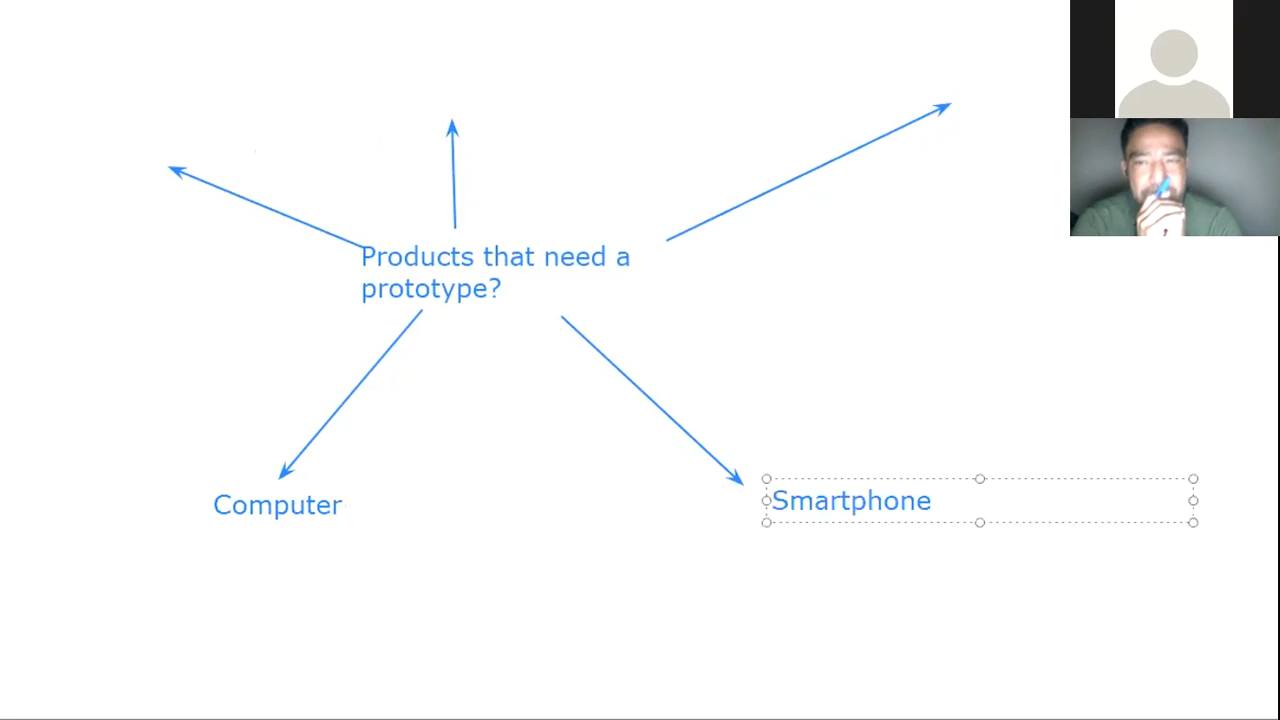 Products that need a
prototype?
Computer
Smartphone